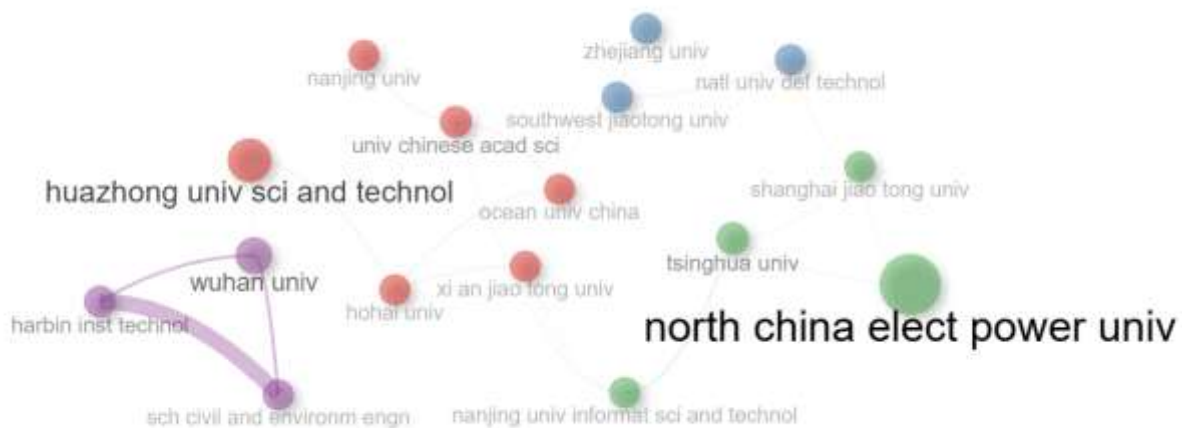 zhejiang univ
nanjing univ
natl univ def technol
southwest jiaotong univ
univ chinese acad sci
huazhong univ sci and technol
shanghai jiao tong univ
ocean univ china
tsinghua univ
wuhan univ
xi an jiao tong univ
hohai univ
harbin inst technol
north china elect power univ
sch civil and environm engn
nanjing univ informat sci and technol